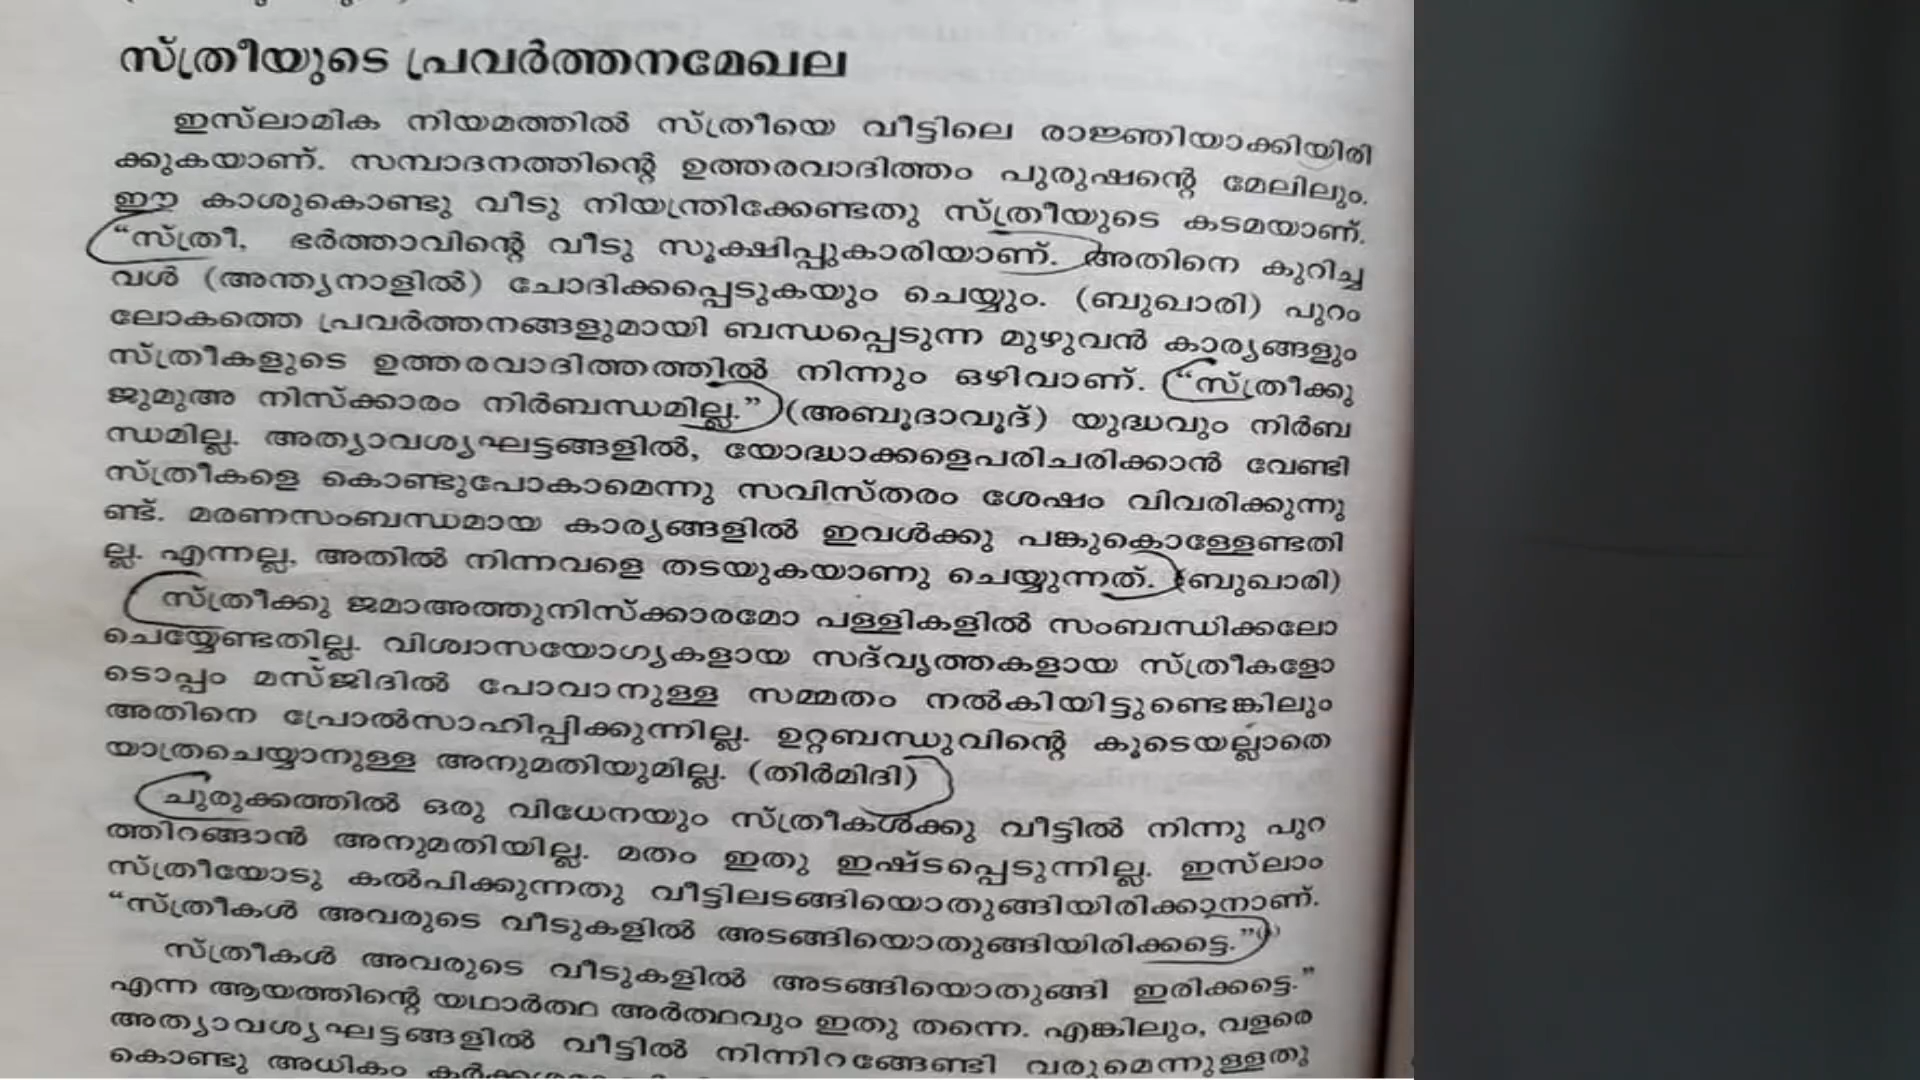 സ്ത്രീയുടെ പ്രവർത്തനമേഖല
ഇസ്‌ലാമിക നിയമത്തിൽ സ്ത്രീയെ വീട്ടിലെ രാജ്ഞിയാക്കിയിരി
ക്കുകയാണ്. സമ്പാദനത്തിന്റെ ഉത്തരവാദിത്തം പുരുഷന്റെ മേലിലും.
ഈ കാശുകൊണ്ടു വീടു നിയന്ത്രിക്കേണ്ടതു സ്ത്രീയുടെ കടമയാണ്.
“സ്ത്രീ, ഭർത്താവിന്റെ വീടു സൂക്ഷിപ്പുകാരിയാണ്. അതിനെ കുറിച്ച
വൾ (അന്ത്യനാളിൽ) ചോദിക്കപ്പെടുകയും ചെയ്യും. (ബുഖാരി) പുറം
ലോകത്തെ പ്രവർത്തനങ്ങളുമായി ബന്ധപ്പെടുന്ന മുഴുവൻ കാര്യങ്ങളും
സ്ത്രീകളുടെ ഉത്തരവാദിത്തത്തിൽ നിന്നും ഒഴിവാണ്. “സ്ത്രീക്കു
ജുമുഅ നിസ്ക്കാരം നിർബന്ധമില്ല.” (അബൂദാവൂദ്) യുദ്ധവും നിർബ
ന്ധമില്ല. അത്യാവശ്യഘട്ടങ്ങളിൽ, യോദ്ധാക്കളെപരിചരിക്കാൻ വേണ്ടി
സ്ത്രീകളെ കൊണ്ടുപോകാമെന്നു സവിസ്തരം ശേഷം വിവരിക്കുന്നു
ണ്ട്. മരണസംബന്ധമായ കാര്യങ്ങളിൽ ഇവൾക്കു പങ്കുകൊള്ളേണ്ടതി
ല്ല. എന്നല്ല, അതിൽ നിന്നവളെ തടയുകയാണു ചെയ്യുന്നത്. (ബുഖാരി)
സ്ത്രീക്കു ജമാഅത്തുനിസ്ക്കാരമോ പള്ളികളിൽ സംബന്ധിക്കലോ
ചെയ്യേണ്ടതില്ല. വിശ്വാസയോഗ്യകളായ സദ്‌വൃത്തകളായ സ്ത്രീകളോ
ടൊപ്പം മസ്ജിദിൽ പോവാനുള്ള സമ്മതം നൽകിയിട്ടുണ്ടെങ്കിലും
അതിനെ പ്രോൽസാഹിപ്പിക്കുന്നില്ല. ഉറ്റബന്ധുവിന്റെ കൂടെയല്ലാതെ
യാത്രചെയ്യാനുള്ള അനുമതിയുമില്ല. (തിർമിദി)
ചുരുക്കത്തിൽ ഒരു വിധേനയും സ്ത്രീകൾക്കു വീട്ടിൽ നിന്നു പുറ
ത്തിറങ്ങാൻ അനുമതിയില്ല. മതം ഇതു ഇഷ്ടപ്പെടുന്നില്ല. ഇസ്‌ലാം
സ്ത്രീയോടു കൽപിക്കുന്നതു വീട്ടിലടങ്ങിയൊതുങ്ങിയിരിക്കാനാണ്.
“സ്ത്രീകൾ അവരുടെ വീടുകളിൽ അടങ്ങിയൊതുങ്ങിയിരിക്കട്ടെ.”
സ്ത്രീകൾ അവരുടെ വീടുകളിൽ അടങ്ങിയൊതുങ്ങി ഇരിക്കട്ടെ.”
എന്ന ആയത്തിന്റെ യഥാർത്ഥ അർത്ഥവും ഇതു തന്നെ. എങ്കിലും, വളരെ
അത്യാവശ്യഘട്ടങ്ങളിൽ വീട്ടിൽ നിന്നിറങ്ങേണ്ടി വരുമെന്നുള്ളതു
കൊണ്ടു അധികം